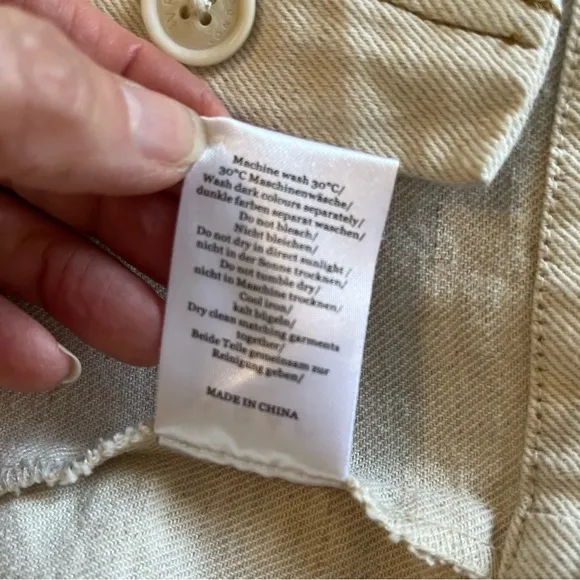 Machine wash 30°C/
30°C Maschinenwäsche/
Wash dark colours separately/
dunkle farben separat waschen/
Do not bleach/
Nicht bleichen/
Do not dry in direct sunlight /
nicht in der Sonne trocknen/
Do not tumble dry/
nicht in Maschine trocknen/
Cool iron/
kalt bügeln/
Dry clean matching garments
together/
Beide Teile gemeinsam zur
Reinigung geben/
MADE IN CHINA